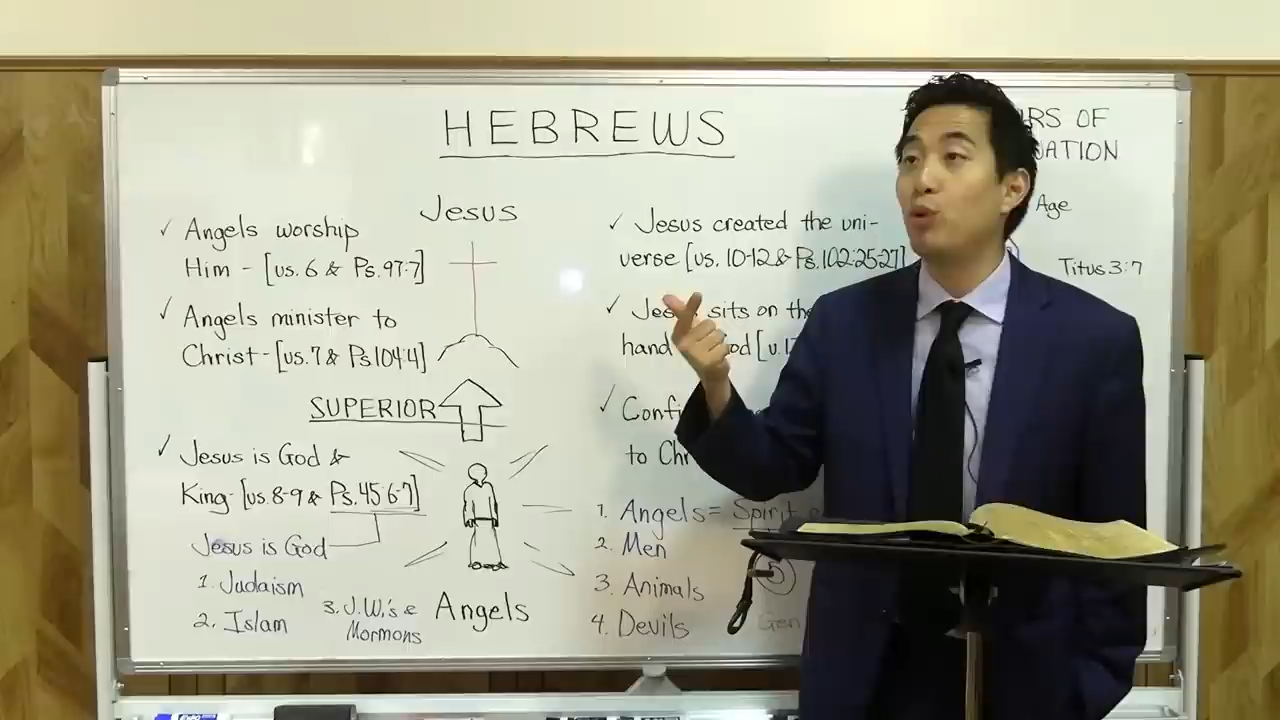 HEBREWS
Jesus
✓ Angels worship
Him - [vs. 6 & Ps. 97:7]
✓ Angels minister to
Christ - [vs. 7 & Ps 104:4]
SUPERIOR
✓ Jesus is God &
King - [vs 8-9 & Ps. 45:6-7]
Jesus is God
1. Judaism
2. Islam
3. J.W.'s &
Mormons
Angels
✓ Jesus created the uni-
verse [vs. 10-12 & Ps. 102:25-27]
✓ sits on the
hand [v.
to
1. Angels = Spirit
2. Men
3. Animals
4. Devils
Gen
OF
Age
Titus 3:7